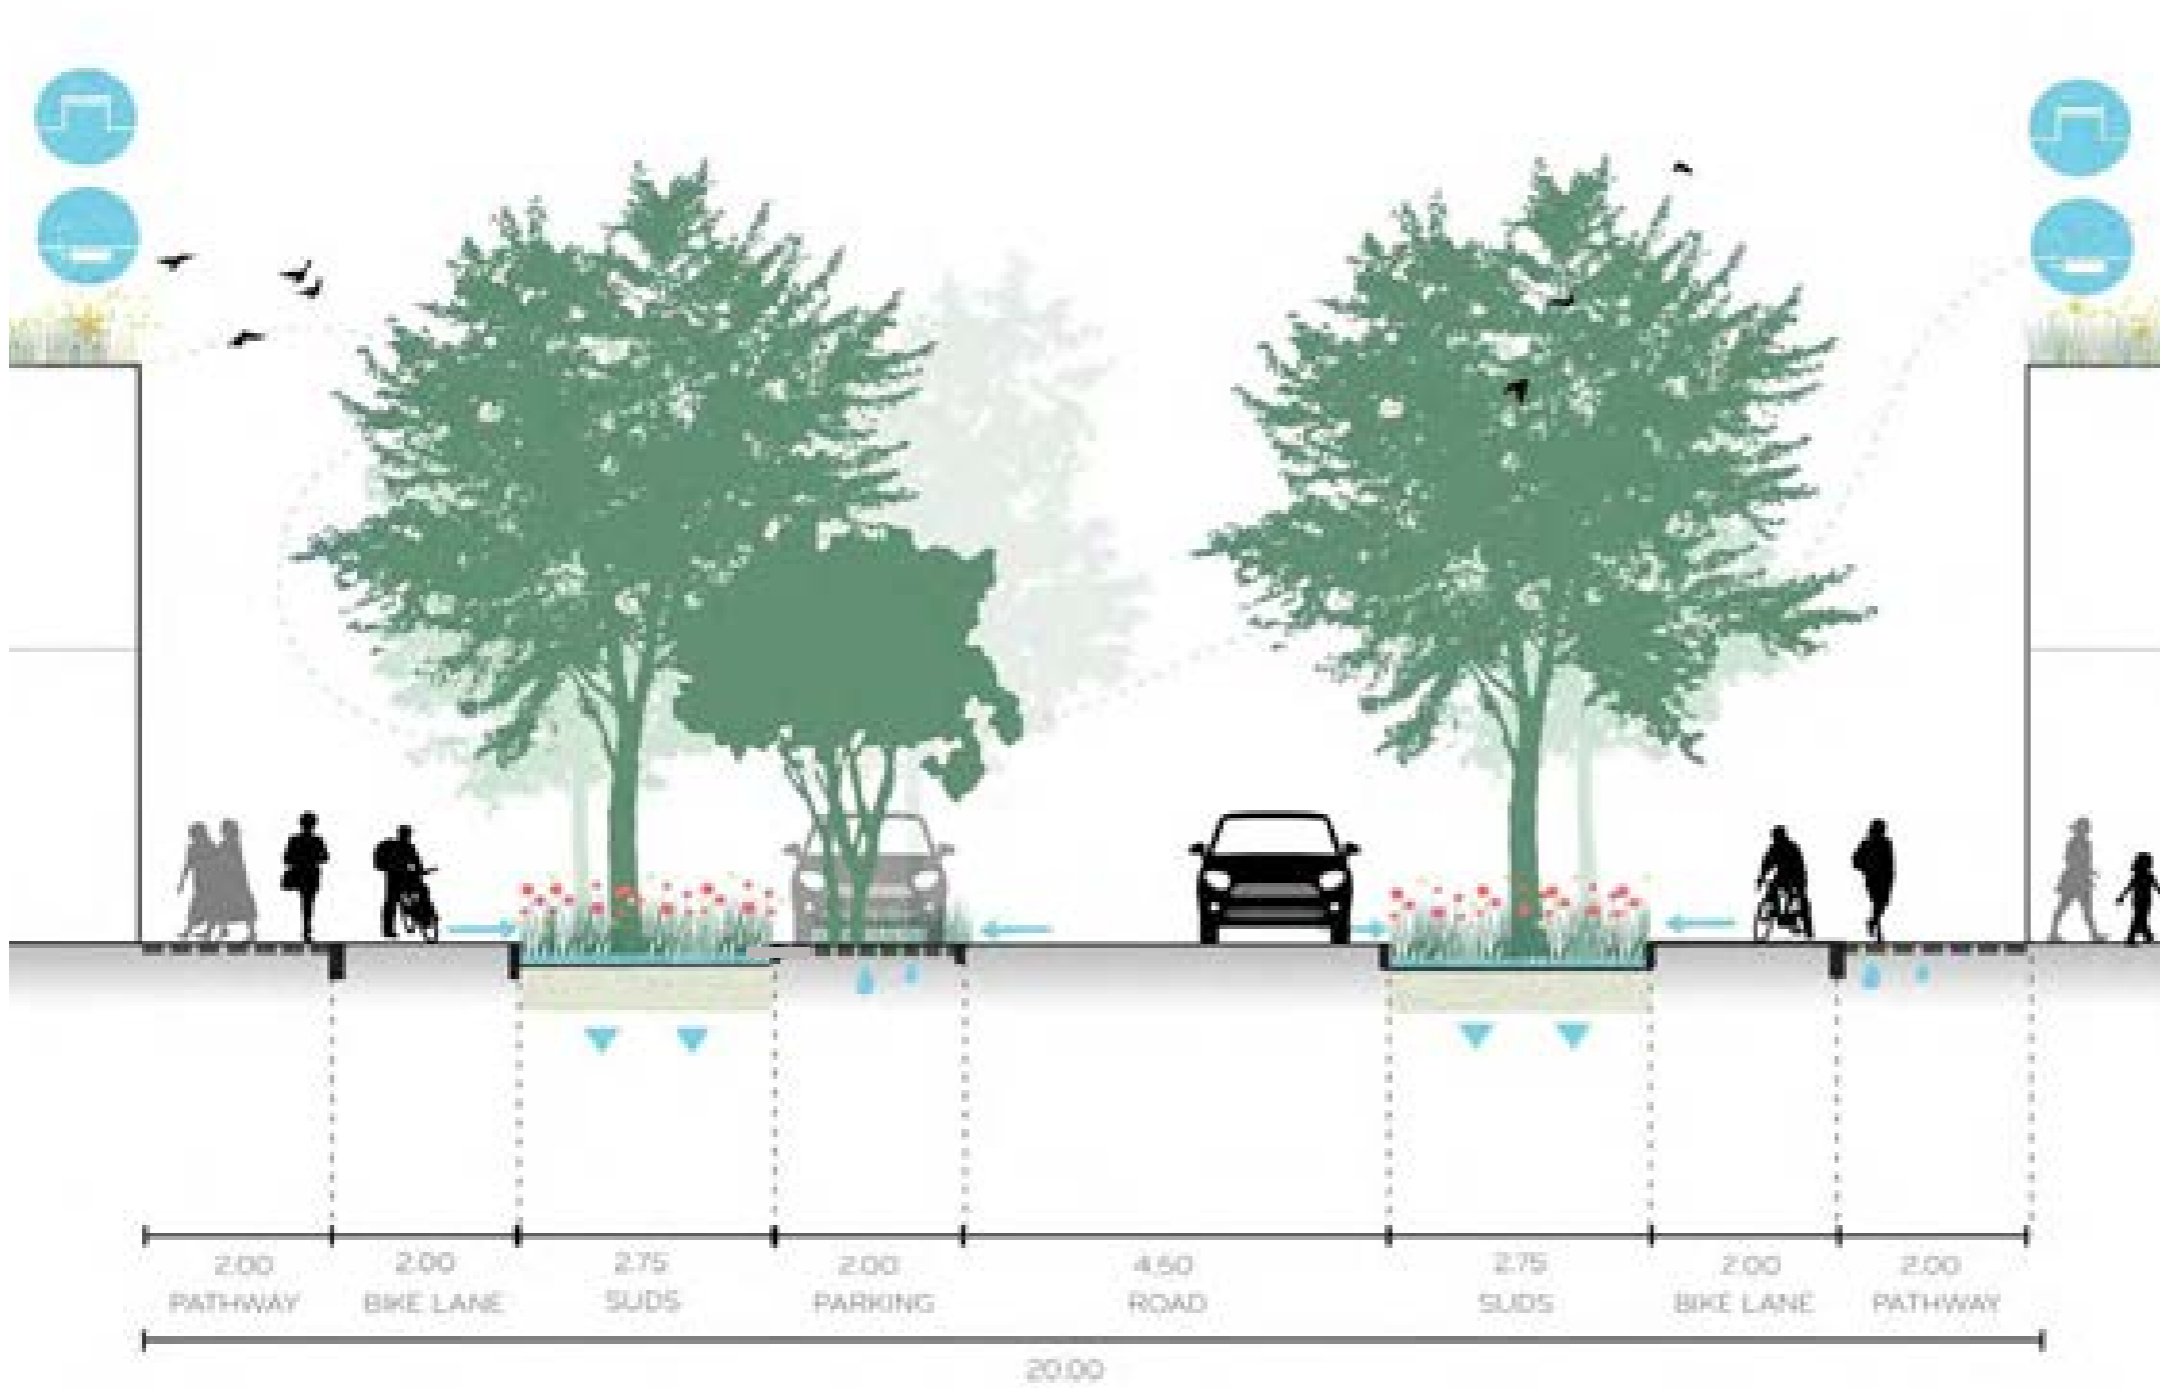 2.00 2.00 2.75 2.00 4.50 2.75 2.00 2.00
PATHWAY BIKE LANE SUDS PARKING ROAD SUDS BIKE LANE PATHWAY
20.00